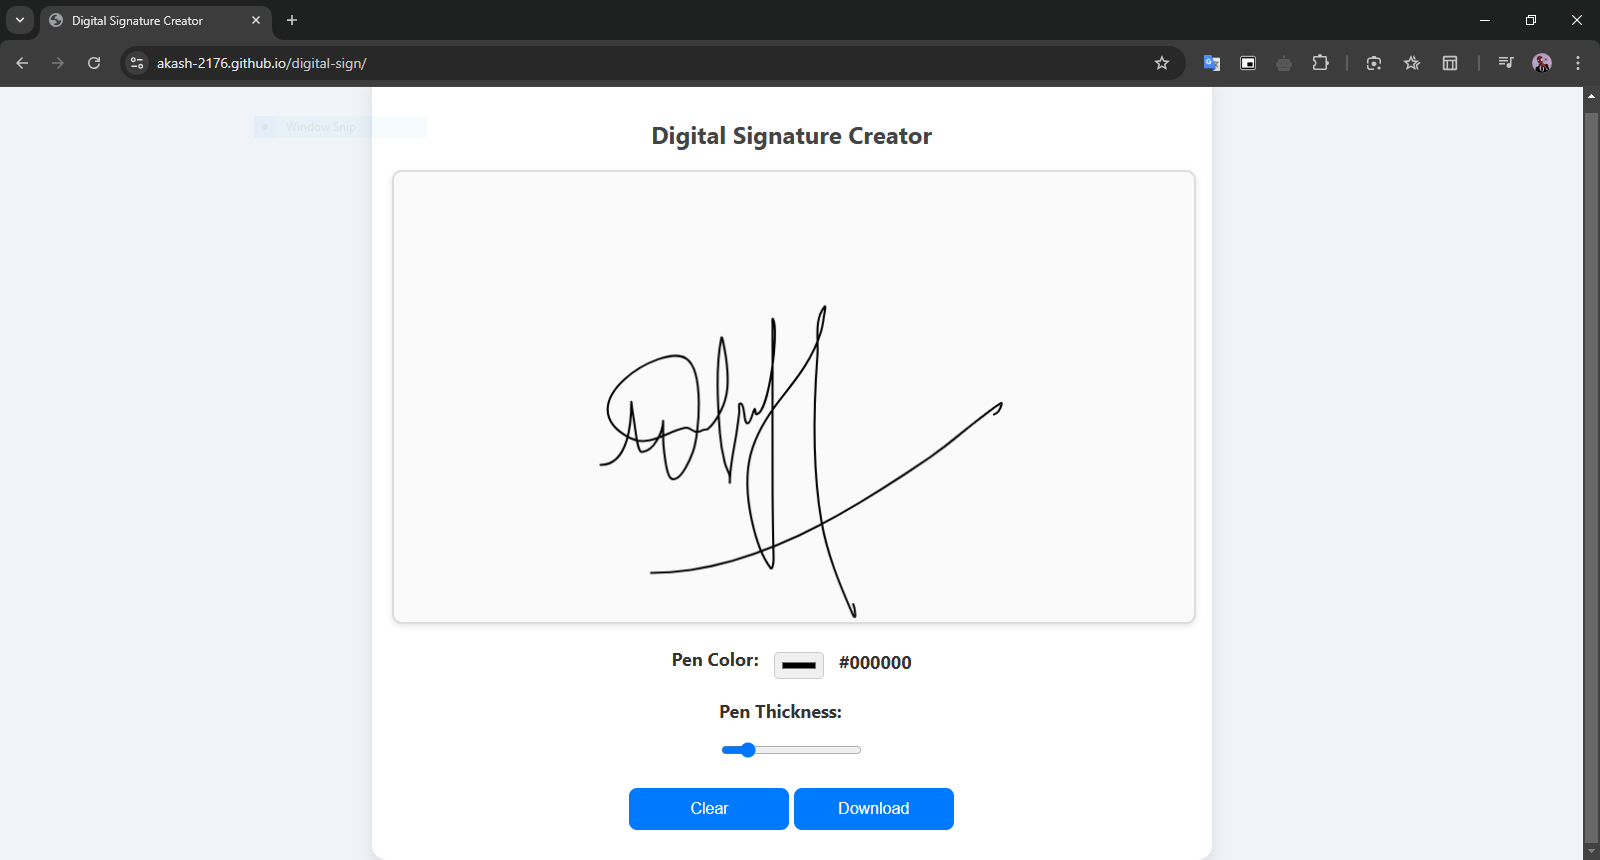 Digital Signature Creator
akash-2176.github.io/digital-sign/
Window Snip
Digital Signature Creator
Pen Color: #000000
Pen Thickness:
Clear Download